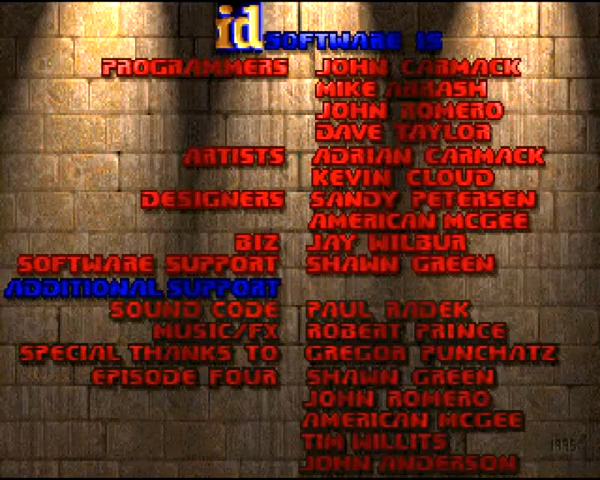 id SOFTWARE IS
PROGRAMMERS JOHN CARMACK
MIKE ABRASH
JOHN ROMERO
DAVE TAYLOR
ARTISTS ADRIAN CARMACK
KEVIN CLOUD
DESIGNERS SANDY PETERSEN
AMERICAN MCGEE
BIZ JAY WILBUR
SOFTWARE SUPPORT SHAWN GREEN
ADDITIONAL SUPPORT
SOUND CODE PAUL RADEK
MUSIC/FX ROBERT PRINCE
SPECIAL THANKS TO GREGOR PUNCHATZ
EPISODE FOUR SHAWN GREEN
JOHN ROMERO
AMERICAN MCGEE
TIM WILLITS
JOHN ANDERSON